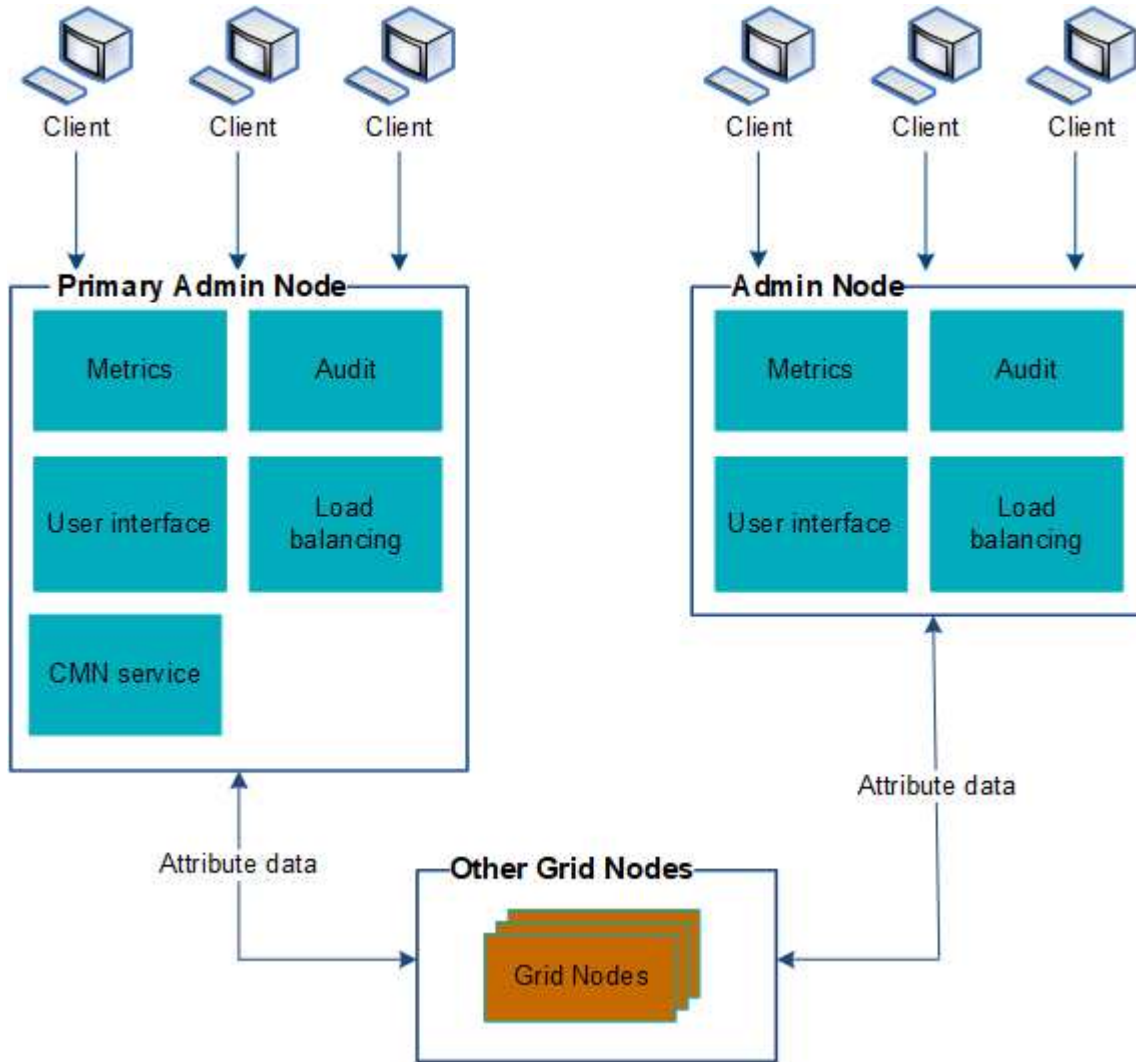 Client
Client
Client
Client
Client
Client
Primary Admin Node
Metrics
Audit
User interface
Load
balancing
CMN service
Admin Node
Metrics
Audit
User interface
Load
balancing
Attribute data
Attribute data
Other Grid Nodes
Grid Nodes